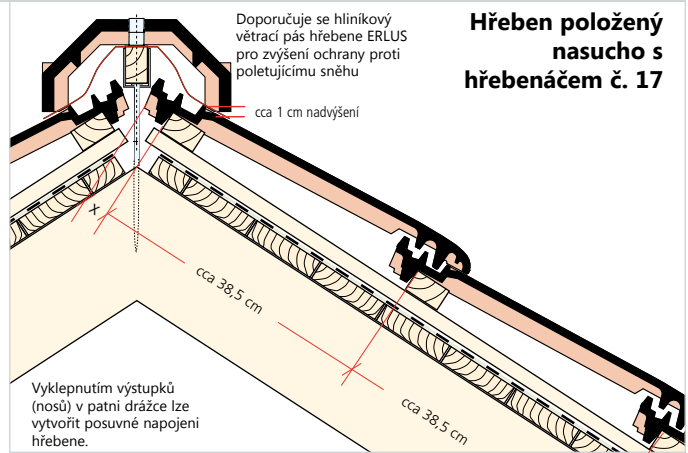 Doporučuje se hliníkový
větrací pás hřebene ERLUS
pro zvýšení ochrany proti
poletujícímu sněhu
Hřeben položený
nasucho s
hřebenáčem č. 17
cca 1 cm nadvýšení
X
cca 38,5 cm
cca 38,5 cm
Vyklepnutím výstupků
(nosů) v patni drážce lze
vytvořit posuvné napojeni
hřebene.